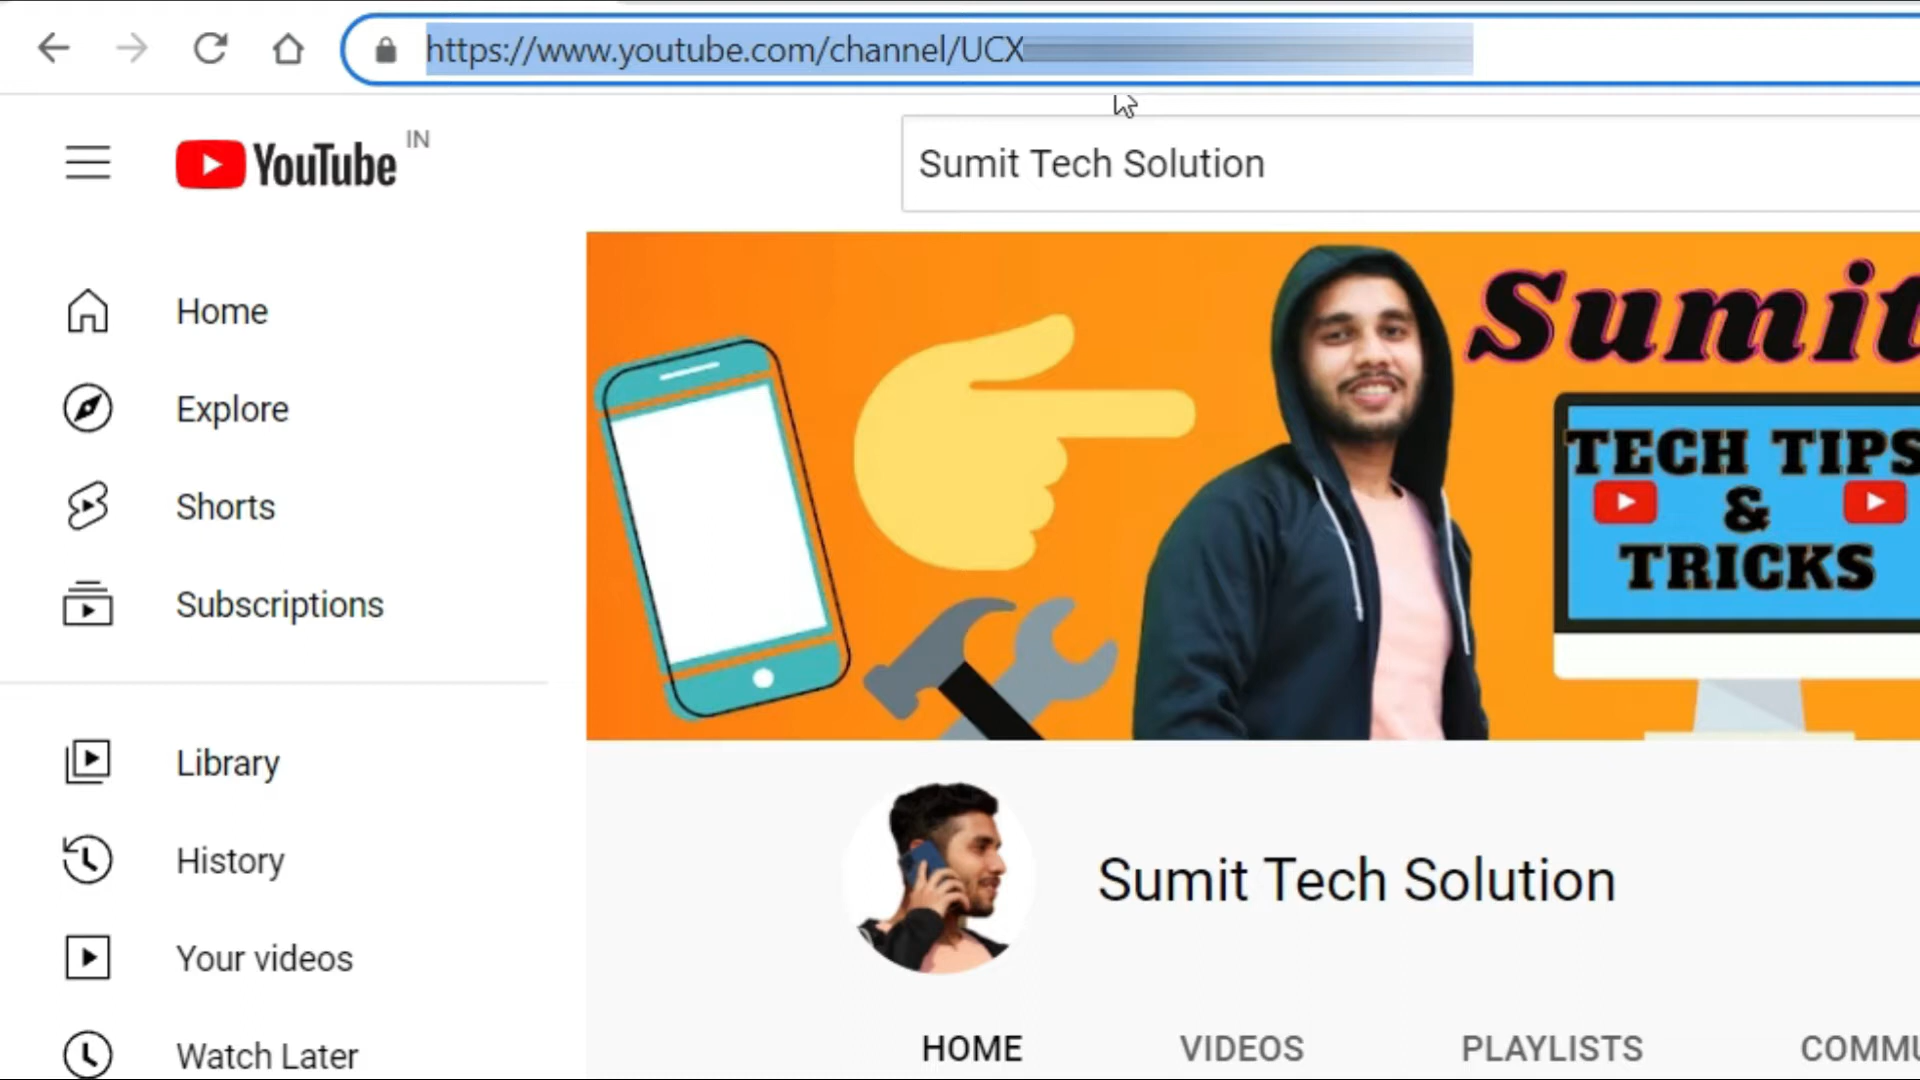 https://www.youtube.com/channel/UCX
YouTube IN
Sumit Tech Solution
Home
Explore
Shorts
Subscriptions
Library
History
Your videos
Watch Later
Sumit
TECH TIPS
&
TRICKS
Sumit Tech Solution
HOME VIDEOS PLAYLISTS COMMU